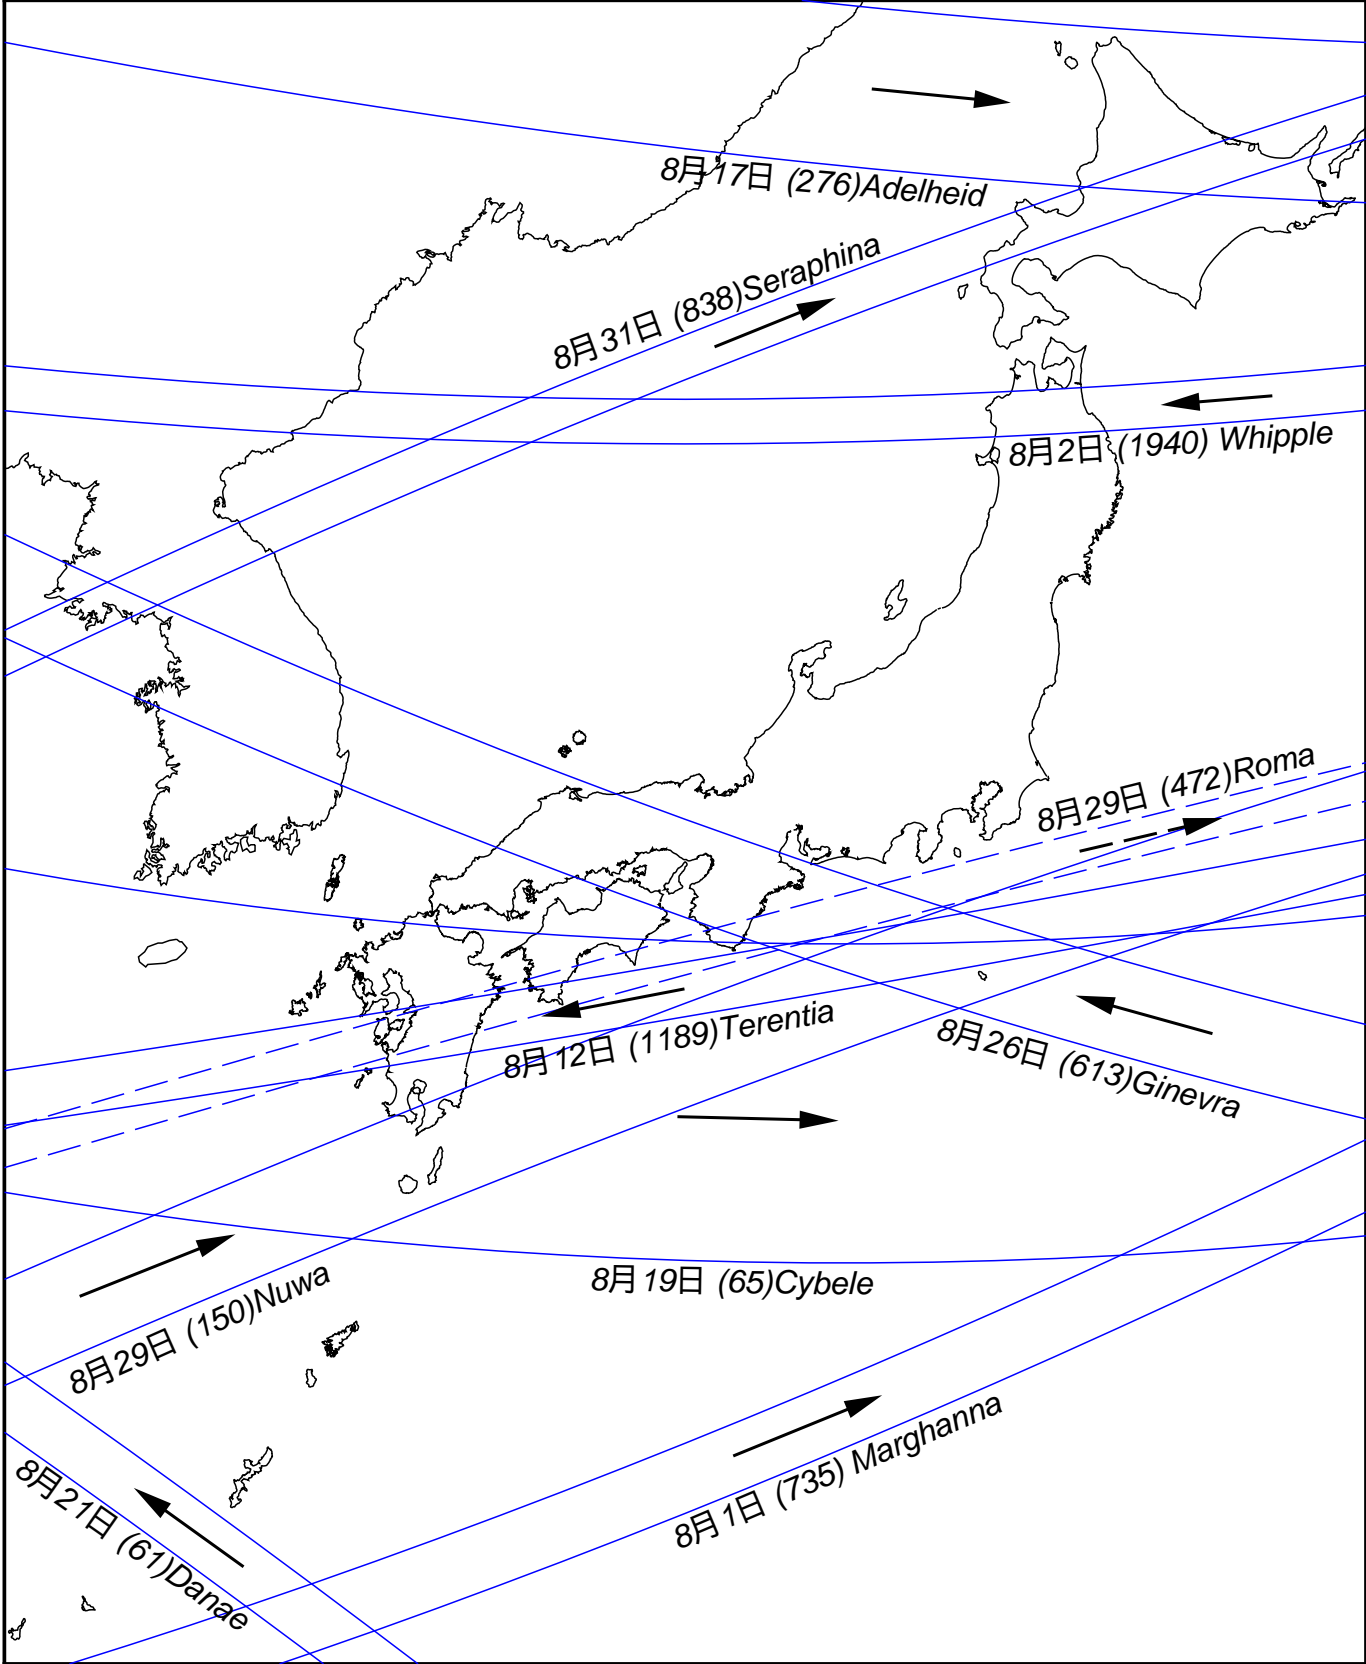 8月17日 (276)Adelheid
8月31日 (838)Seraphina
8月2日 (1940) Whipple
8月29日 (472)Roma
8月12日 (1189)Terentia
8月26日 (613)Ginevra
8月19日 (65)Cybele
8月29日 (150)Nuwa
8月1日 (735) Marghanna
8月21日 (61)Danae